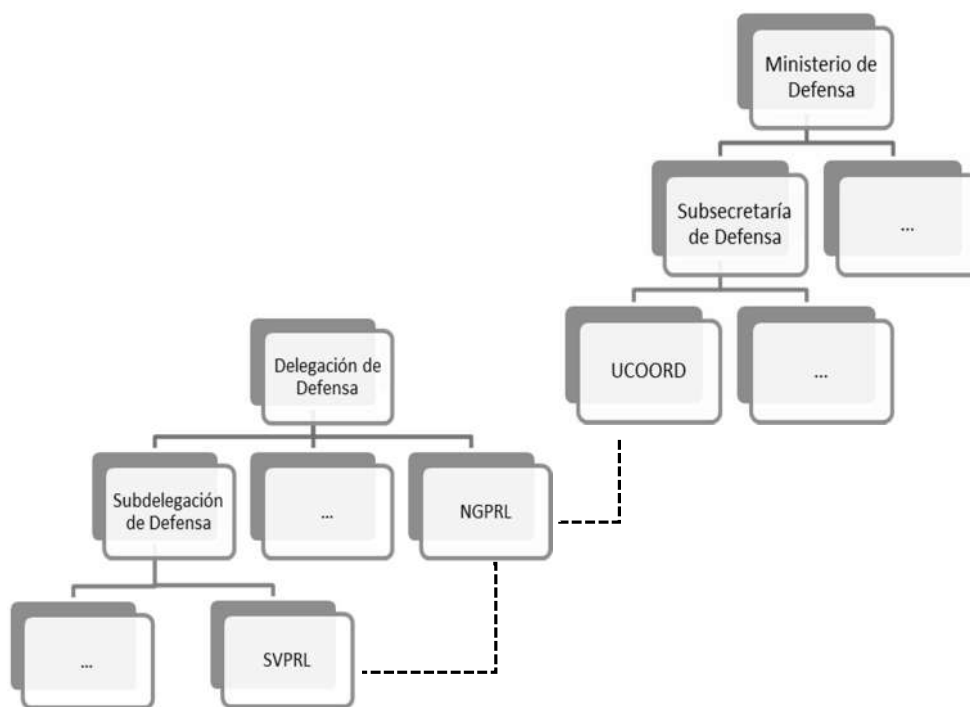 Ministerio de
Defensa
Subsecretaría
de Defensa
...
UCOORD
...
Delegación de
Defensa
Subdelegación
de Defensa
...
NGPRL
...
SVPRL